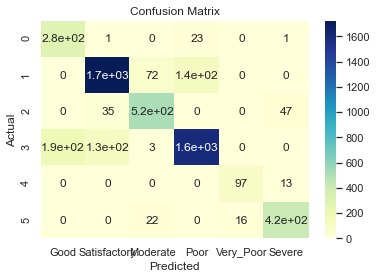 Confusion Matrix
0 2.8e+02 1 0 23 0 1
1 0 1.7e+03 72 1.4e+02 0 0
2 0 35 5.2e+02 0 0 47
3 1.9e+02 1.3e+02 3 1.6e+03 0 0
4 0 0 0 0 97 13
5 0 0 22 0 16 4.2e+02
Good Satisfactory Moderate Poor Very_Poor Severe
Predicted
Actual
1600
1400
1200
1000
800
600
400
200
0